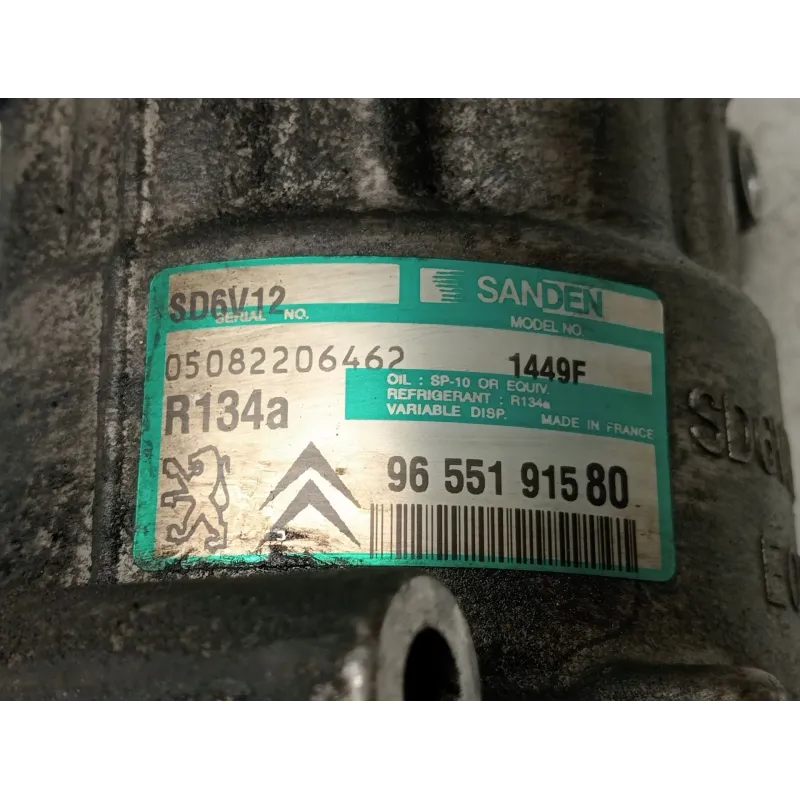 SD6V12
SANDEN
SERIAL NO.
MODEL NO.
05082206462
1449F
OIL : SP-10 OR EQUIV.
REFRIGERANT : R134a
VARIABLE DISP.
MADE IN FRANCE
R134a
96 551 915 80